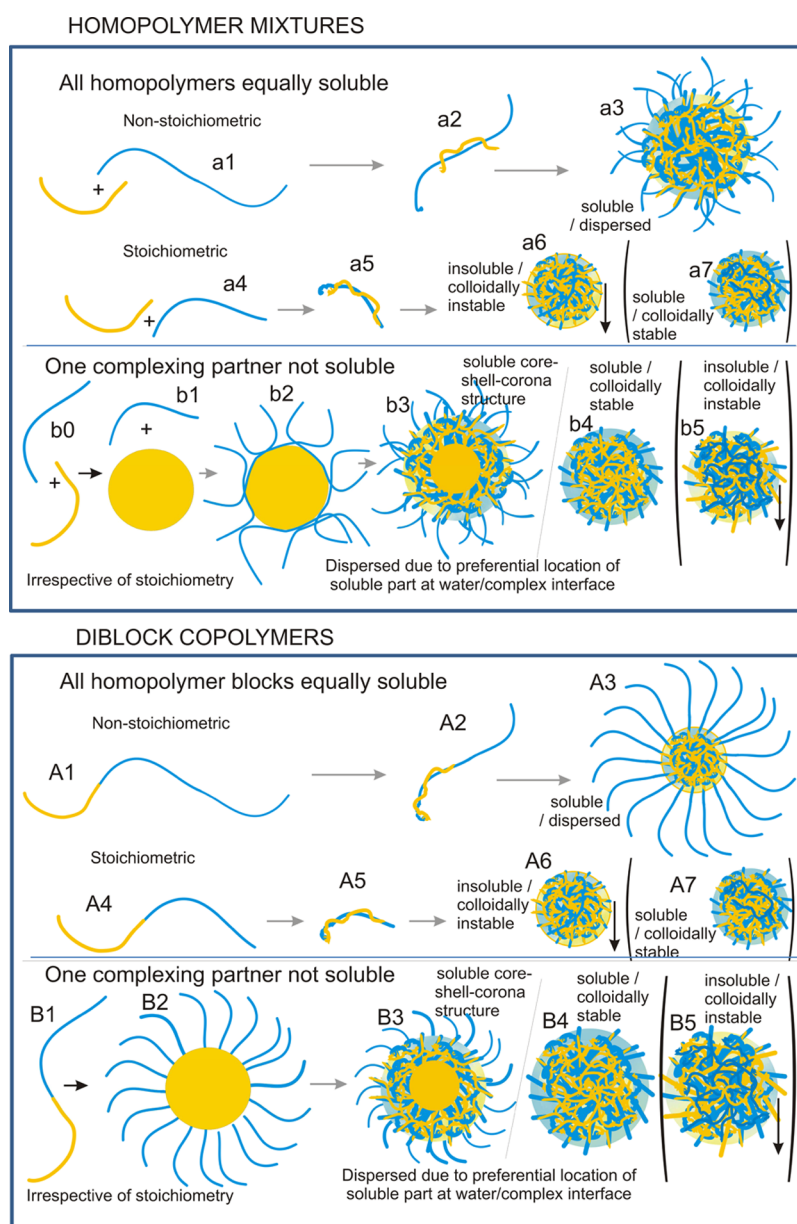 HOMOPOLYMER MIXTURES
All homopolymers equally soluble
Non-stoichiometric
a1
+
a2
a3
soluble
/ dispersed
Stoichiometric
a4
+
a5
a6
insoluble /
colloidally
instable
a7
soluble
/ colloidally
stable
One complexing partner not soluble
b0
+
b1
+
b2
b3
soluble core-
shell-corona
structure
soluble /
colloidally
stable
b4
insoluble /
colloidally
instable
b5
Irrespective of stoichiometry
Dispersed due to preferential location of
soluble part at water/complex interface
DIBLOCK COPOLYMERS
All homopolymer blocks equally soluble
Non-stoichiometric
A1
A2
A3
soluble
/ dispersed
Stoichiometric
A4
A5
A6
insoluble /
colloidally
instable
A7
soluble
/ colloidally
stable
One complexing partner not soluble
B1
B2
B3
soluble core-
shell-corona
structure
soluble /
colloidally
stable
B4
insoluble /
colloidally
instable
B5
Irrespective of stoichiometry
Dispersed due to preferential location of
soluble part at water/complex interface